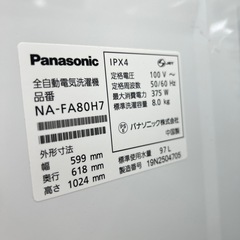 Panasonic
全自動電気洗濯機
品番
NA-FA80H7
外形寸法
幅 599 mm
奥行 618 mm
高さ 1024 mm
IPX4
定格電圧 100 V~
定格周波数 50/60 Hz
最大消費電力 375 W
標準洗濯容量 8.0 kg
パナソニック株式会社
中国製
標準使用水量 97 L
製造番号 19N2504705